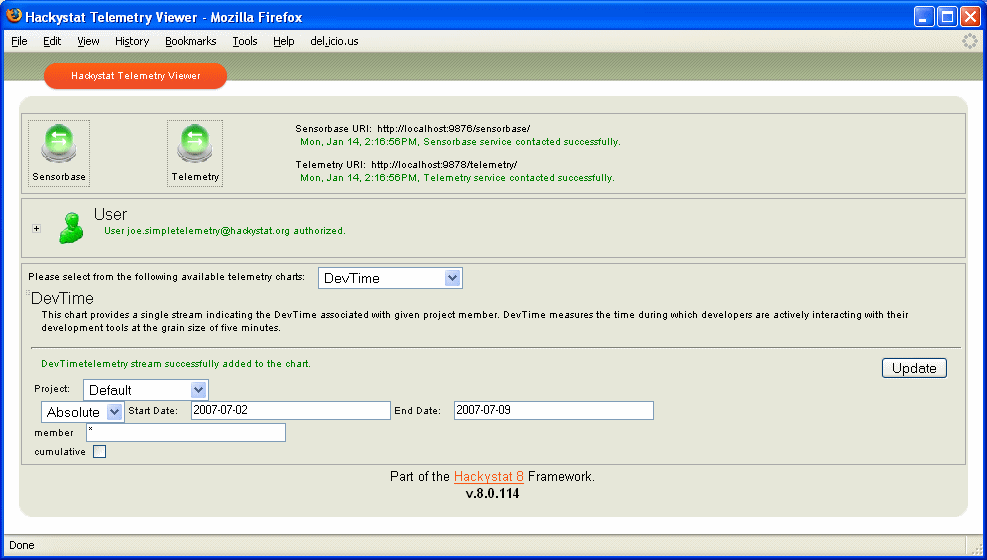 Hackystat Telemetry Viewer - Mozilla Firefox
File Edit View History Bookmarks Tools Help del.icio.us
Hackystat Telemetry Viewer
Sensorbase URI: http://localhost:9876/sensorbase/
Mon, Jan 14, 2:16:56PM, Sensorbase service contacted successfully.
Telemetry URI: http://localhost:9878/telemetry/
Mon, Jan 14, 2:16:56PM, Telemetry service contacted successfully.
Sensorbase Telemetry
User
User joe.simpletelemetry@hackystat.org authorized.
Please select from the following available telemetry charts: DevTime
DevTime
This chart provides a single stream indicating the DevTime associated with given project member. DevTime measures the time during which developers are actively interacting with their
development tools at the grain size of five minutes.
DevTimetelemetry stream successfully added to the chart.
Update
Project: Default
Absolute Start Date: 2007-07-02 End Date: 2007-07-09
member *
cumulative
Part of the Hackystat 8 Framework.
v.8.0.114
Done